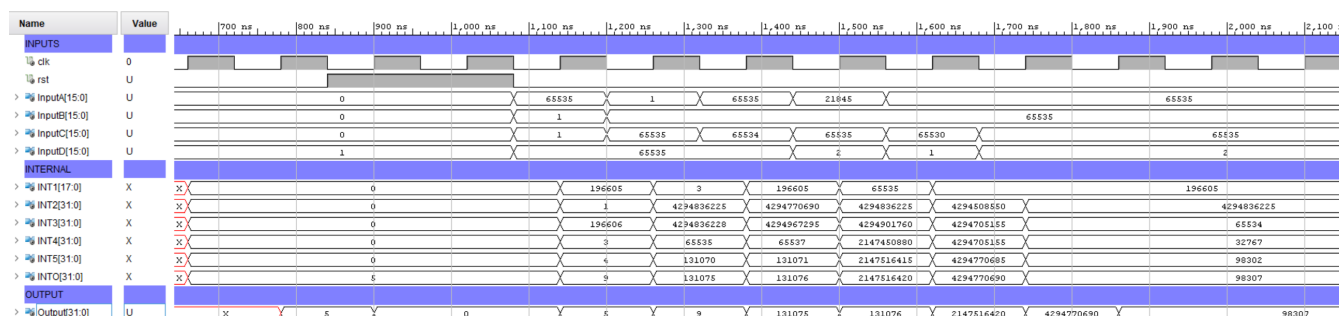 Name Value 700 ns 800 ns 900 ns 1,000 ns 1,100 ns 1,200 ns 1,300 ns 1,400 ns 1,500 ns 1,600 ns 1,700 ns 1,800 ns 1,900 ns 2,000 ns 2,100
INPUTS
clk 0
rst U
InputA[15:0] U 0 65535 1 65535 21845 65535
InputB[15:0] U 0 1 65535
InputC[15:0] U 0 1 65535 65534 65535 65530 65535
InputD[15:0] U 1 65535 2 1 2
INTERNAL
INT1[17:0] X X 0 196605 3 196605 65535 196605
INT2[31:0] X X 0 1 4294836225 4294770690 4294836225 4294508550 4294836225
INT3[31:0] X X 0 196606 4294836228 4294967295 4294901760 4294705155 65534
INT4[31:0] X X 0 3 65535 65537 2147450880 4294705155 32767
INT5[31:0] X X 0 4 131070 131071 2147516415 4294770685 98302
INTO[31:0] X X 5 9 131075 131076 2147516420 4294770690 98307
OUTPUT
Output[31:0] U X 5 0 5 9 131075 131076 2147516420 4294770690 98307